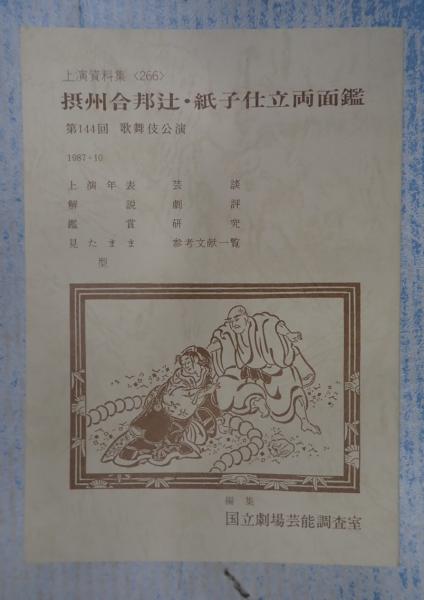 上演資料集〈266〉
摂州合邦辻・紙子仕立両面鑑
第144回 歌舞伎公演
1987・10
上演年表 芸談
解説 劇評
鑑賞 研究
見たまま 参考文献一覧
型
編集
国立劇場芸能調査室